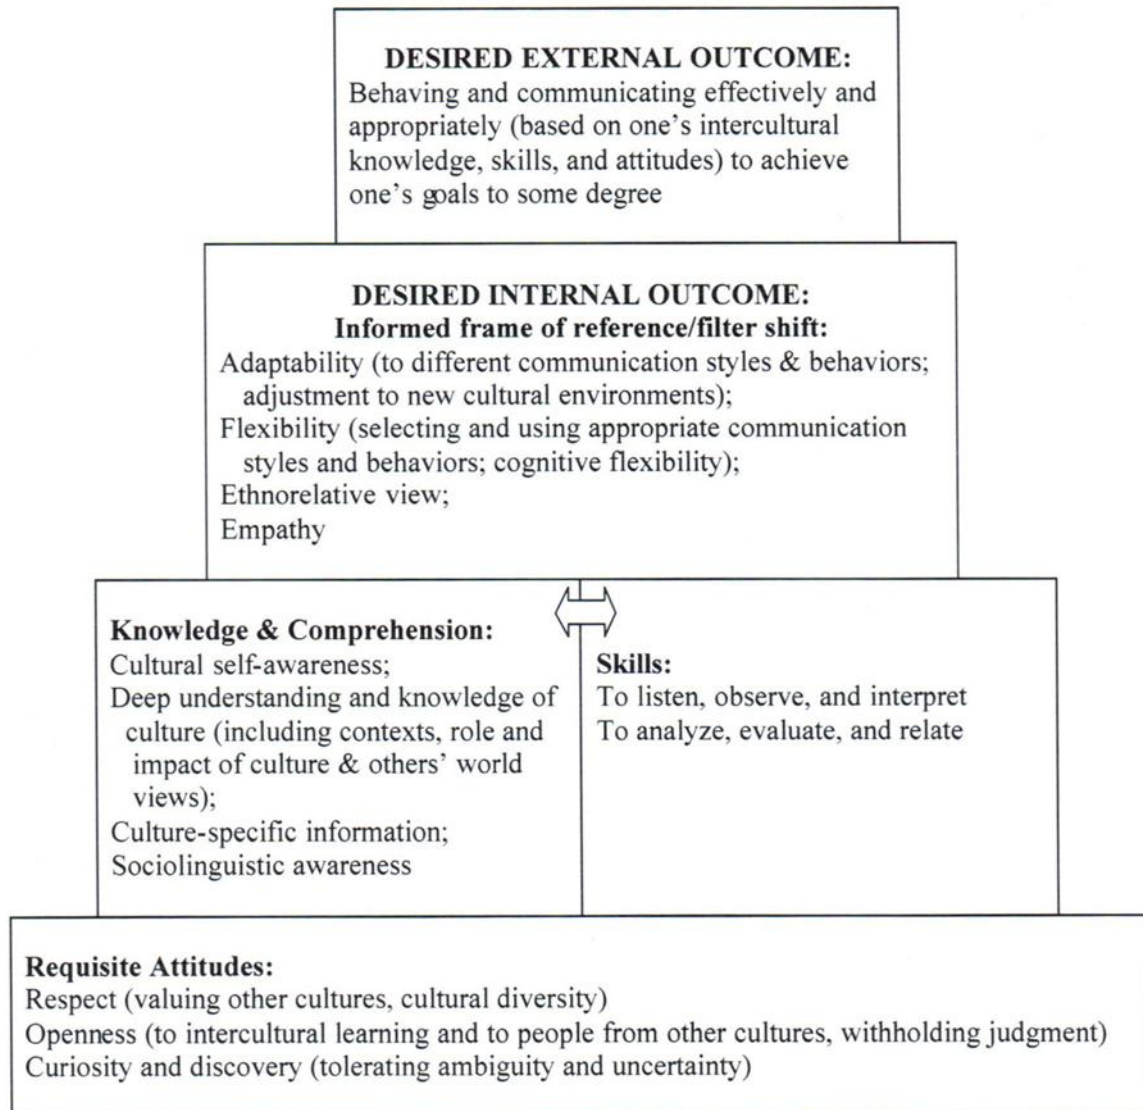 DESIRED EXTERNAL OUTCOME:
Behaving and communicating effectively and
appropriately (based on one's intercultural
knowledge, skills, and attitudes) to achieve
one's goals to some degree
DESIRED INTERNAL OUTCOME:
Informed frame of reference/filter shift:
Adaptability (to different communication styles & behaviors;
adjustment to new cultural environments);
Flexibility (selecting and using appropriate communication
styles and behaviors; cognitive flexibility);
Ethnorelative view;
Empathy
Knowledge & Comprehension:
Cultural self-awareness;
Deep understanding and knowledge of
culture (including contexts, role and
impact of culture & others' world
views);
Culture-specific information;
Sociolinguistic awareness
Skills:
To listen, observe, and interpret
To analyze, evaluate, and relate
Requisite Attitudes:
Respect (valuing other cultures, cultural diversity)
Openness (to intercultural learning and to people from other cultures, withholding judgment)
Curiosity and discovery (tolerating ambiguity and uncertainty)